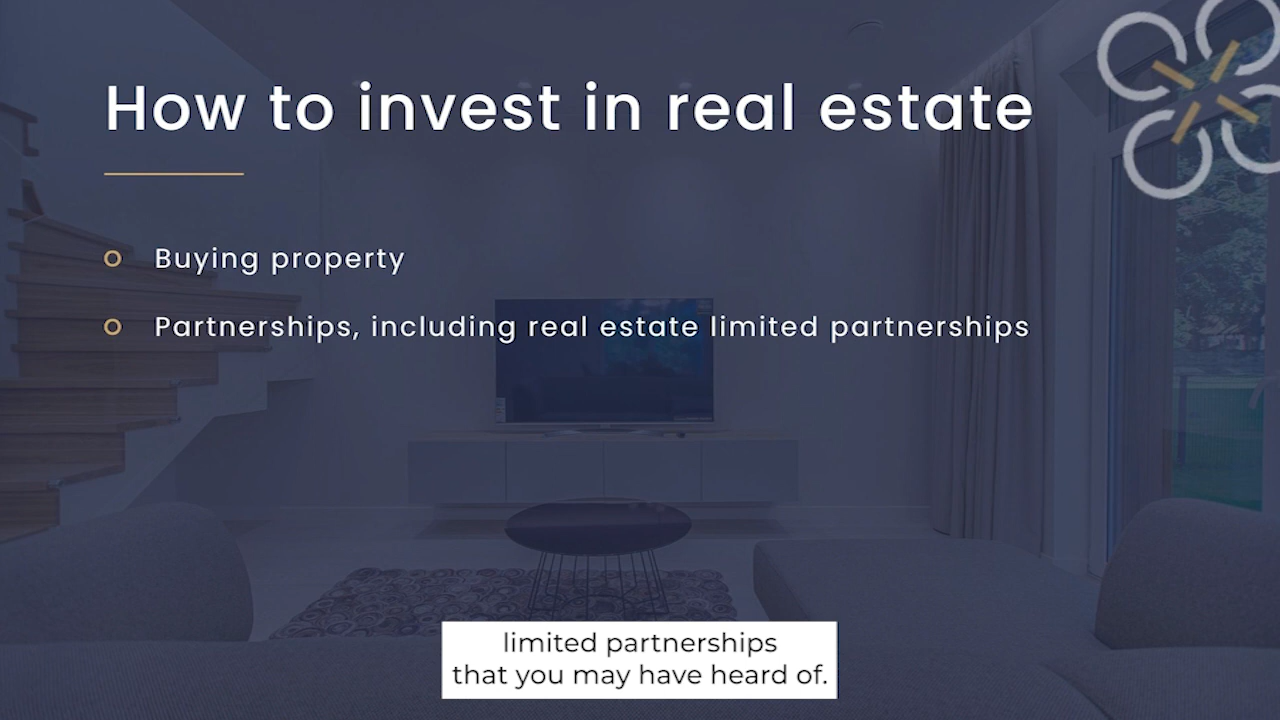 How to invest in real estate
Buying property
Partnerships, including real estate limited partnerships
limited partnerships
that you may have heard of.